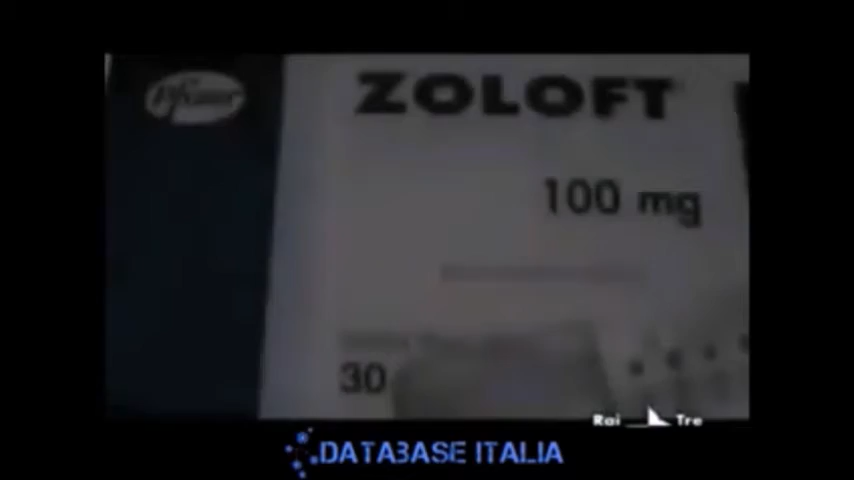 Pfizer
ZOLOFT
100 mg
30
Rai Tre
DATABASE ITALIA